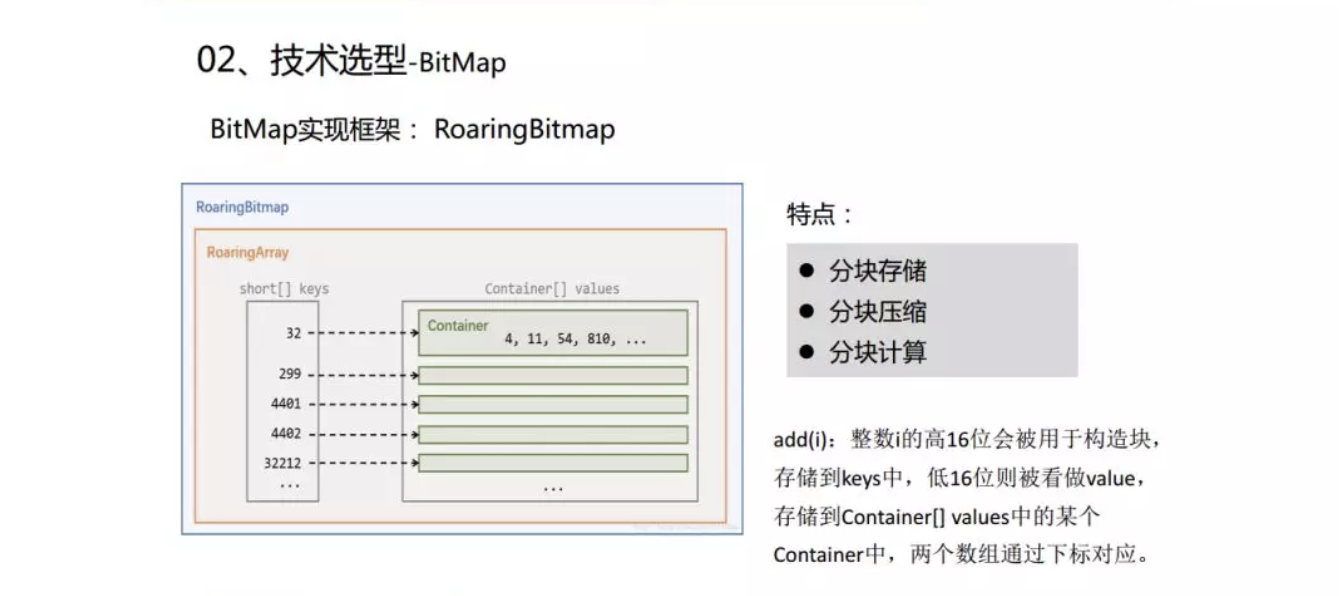 02、技术选型-BitMap
BitMap实现框架： RoaringBitmap
RoaringBitmap
RoaringArray
short[] keys
Container[] values
32
Container
4, 11, 54, 810, ...
299
4401
4402
32212
...
...
特点：
● 分块存储
● 分块压缩
● 分块计算
add(i)：整数i的高16位会被用于构造块，
存储到keys中，低16位则被看做value，
存储到Container[] values中的某个
Container中，两个数组通过下标对应。